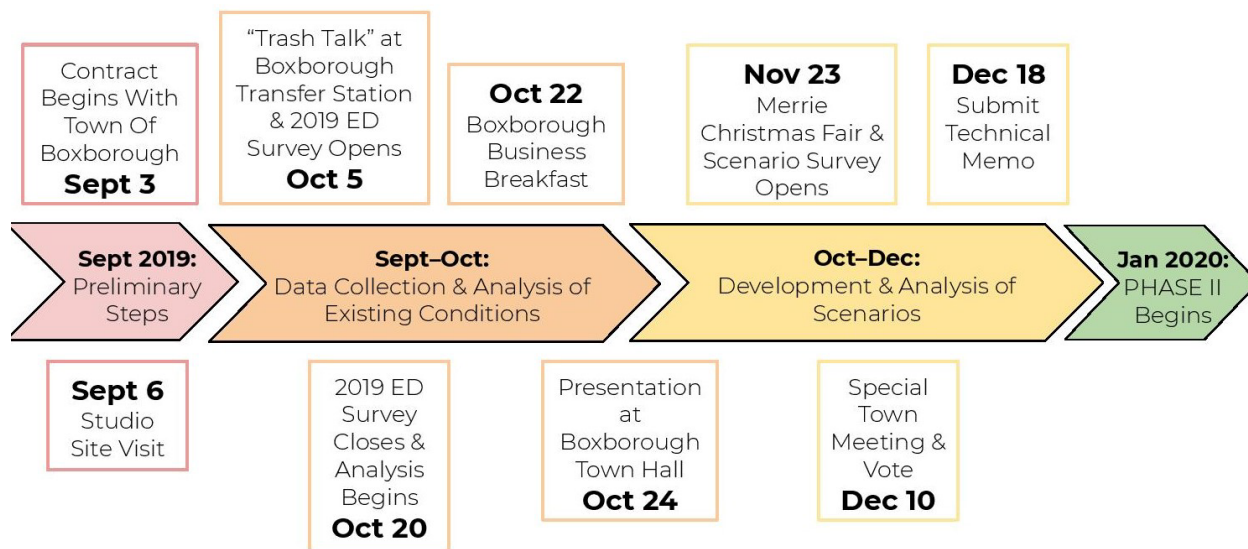 Contract
Begins With
Town Of
Boxborough
Sept 3
“Trash Talk” at
Boxborough
Transfer Station
& 2019 ED
Survey Opens
Oct 5
Oct 22
Boxborough
Business
Breakfast
Nov 23
Merrie
Christmas Fair &
Scenario Survey
Opens
Dec 18
Submit
Technical
Memo
Sept 2019:
Preliminary
Steps
Sept–Oct:
Data Collection & Analysis of
Existing Conditions
Oct–Dec:
Development & Analysis of
Scenarios
Jan 2020:
PHASE II
Begins
Sept 6
Studio
Site Visit
2019 ED
Survey
Closes &
Analysis
Begins
Oct 20
Presentation
at
Boxborough
Town Hall
Oct 24
Special
Town
Meeting &
Vote
Dec 10